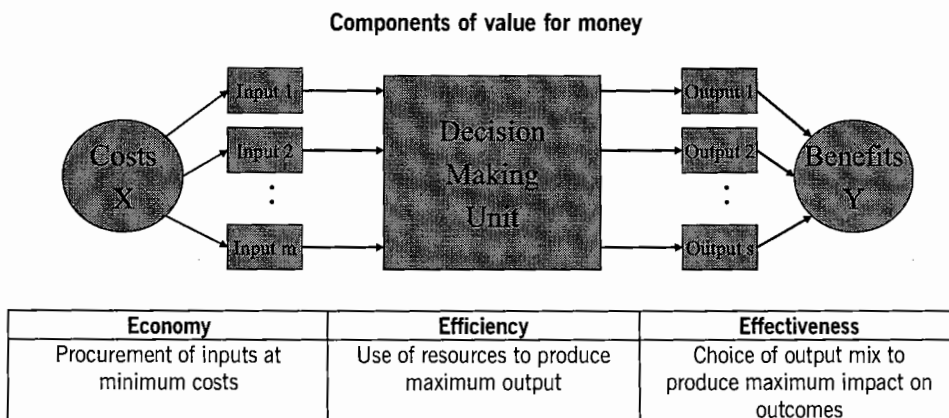 Components of value for money
Input 1
Output 1
Costs
X
Input 2
Decision
Making
Unit
Output 2
Benefits
Y
Input m
Output s
Economy
Efficiency
Effectiveness
Procurement of inputs at
minimum costs
Use of resources to produce
maximum output
Choice of output mix to
produce maximum impact on
outcomes